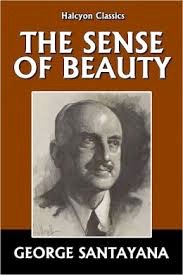 Halcyon Classics
THE SENSE
OF BEAUTY
GEORGE SANTAYANA